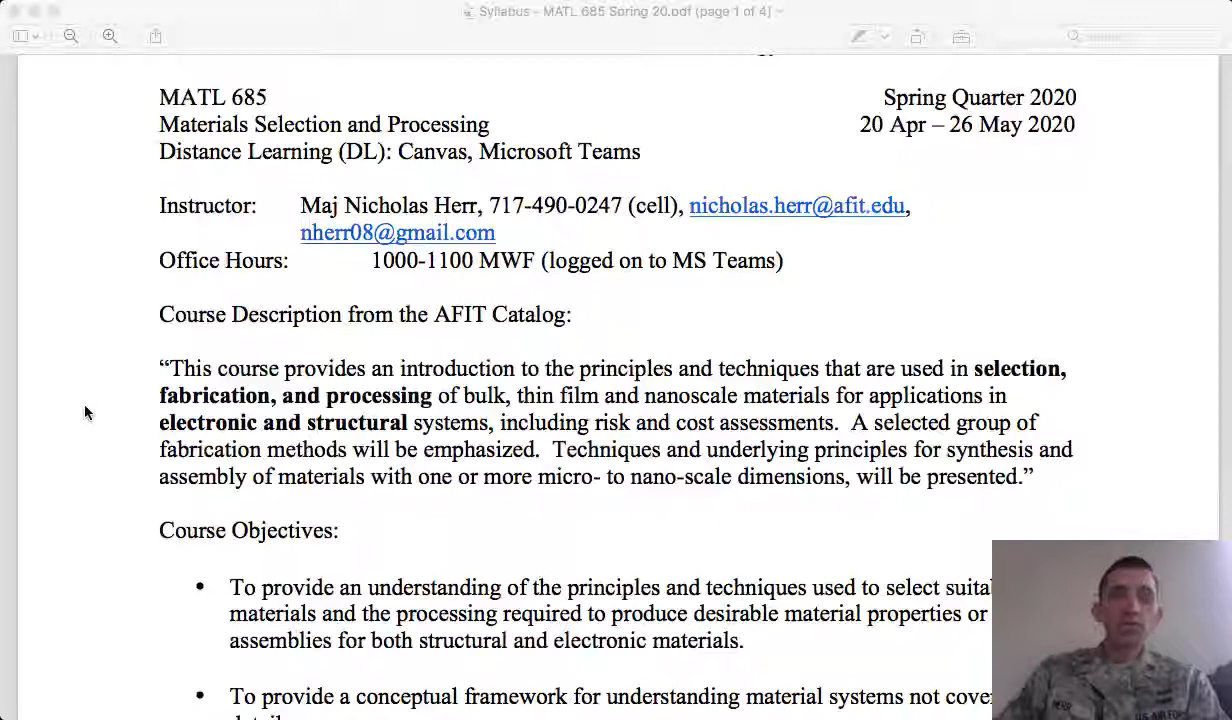 Syllabus - MATL 685 Spring 20.pdf (page 1 of 4)
MATL 685
Spring Quarter 2020
Materials Selection and Processing
20 Apr – 26 May 2020
Distance Learning (DL): Canvas, Microsoft Teams
Instructor: Maj Nicholas Herr, 717-490-0247 (cell), nicholas.herr@afit.edu,
nherr08@gmail.com
Office Hours: 1000-1100 MWF (logged on to MS Teams)
Course Description from the AFIT Catalog:
“This course provides an introduction to the principles and techniques that are used in selection,
fabrication, and processing of bulk, thin film and nanoscale materials for applications in
electronic and structural systems, including risk and cost assessments. A selected group of
fabrication methods will be emphasized. Techniques and underlying principles for synthesis and
assembly of materials with one or more micro- to nano-scale dimensions, will be presented.”
Course Objectives:
• To provide an understanding of the principles and techniques used to select
materials and the processing required to produce desirable material properties or
assemblies for both structural and electronic materials.
• To provide a conceptual framework for understanding material systems not